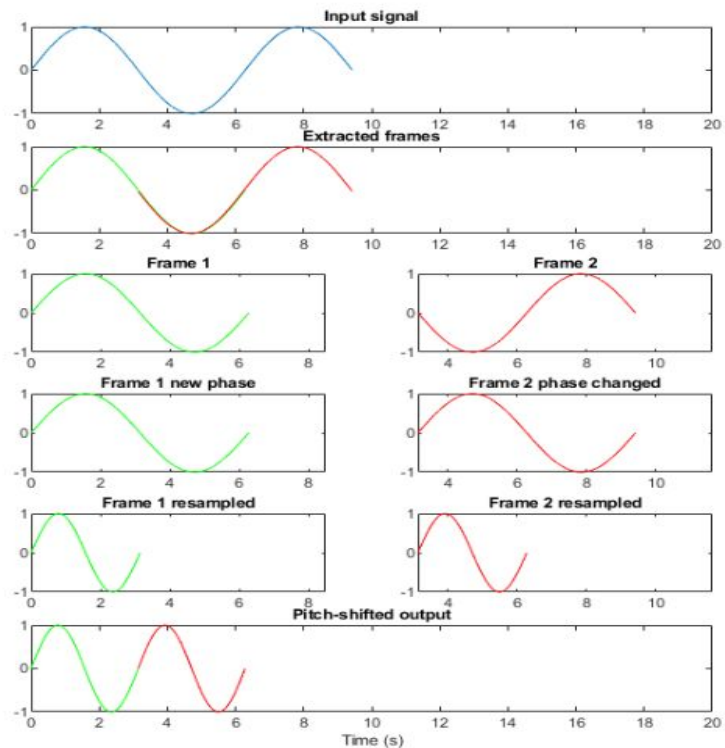 Input signal
1
0
-1
0 2 4 6 8 10 12 14 16 18 20
Extracted frames
1
0
-1
0 2 4 6 8 10 12 14 16 18 20
Frame 1
1
0
-1
0 2 4 6 8
Frame 2
1
0
-1
4 6 8 10
Frame 1 new phase
1
0
-1
0 2 4 6 8
Frame 2 phase changed
1
0
-1
4 6 8 10
Frame 1 resampled
1
0
-1
0 2 4 6 8
Frame 2 resampled
1
0
-1
4 6 8 10
Pitch-shifted output
1
0
-1
0 2 4 6 8 10 12 14 16 18 20
Time (s)